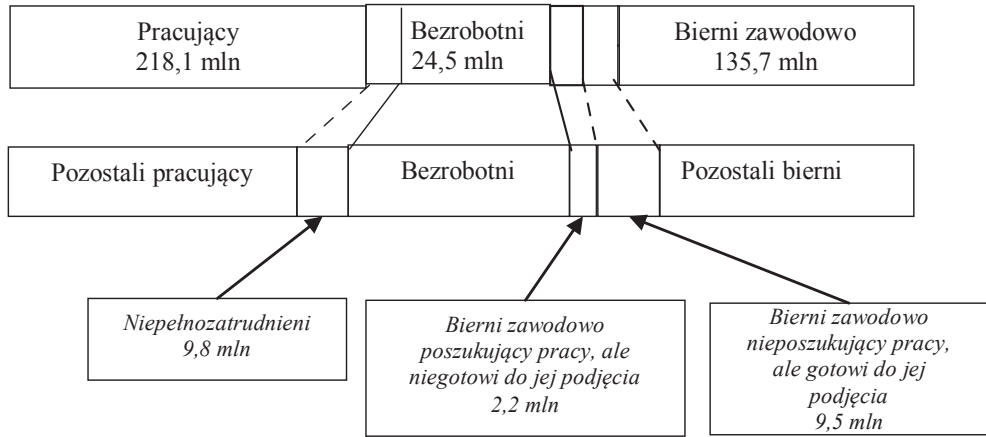 Pracujący
218,1 mln
Bezrobotni
24,5 mln
Bierni zawodowo
135,7 mln
Pozostali pracujący
Bezrobotni
Pozostali bierni
Niepełnozatrudnieni
9,8 mln
Bierni zawodowo
poszukujący pracy, ale
niegotowi do jej podjęcia
2,2 mln
Bierni zawodowo
nieposzukujący pracy,
ale gotowi do jej
podjęcia
9,5 mln